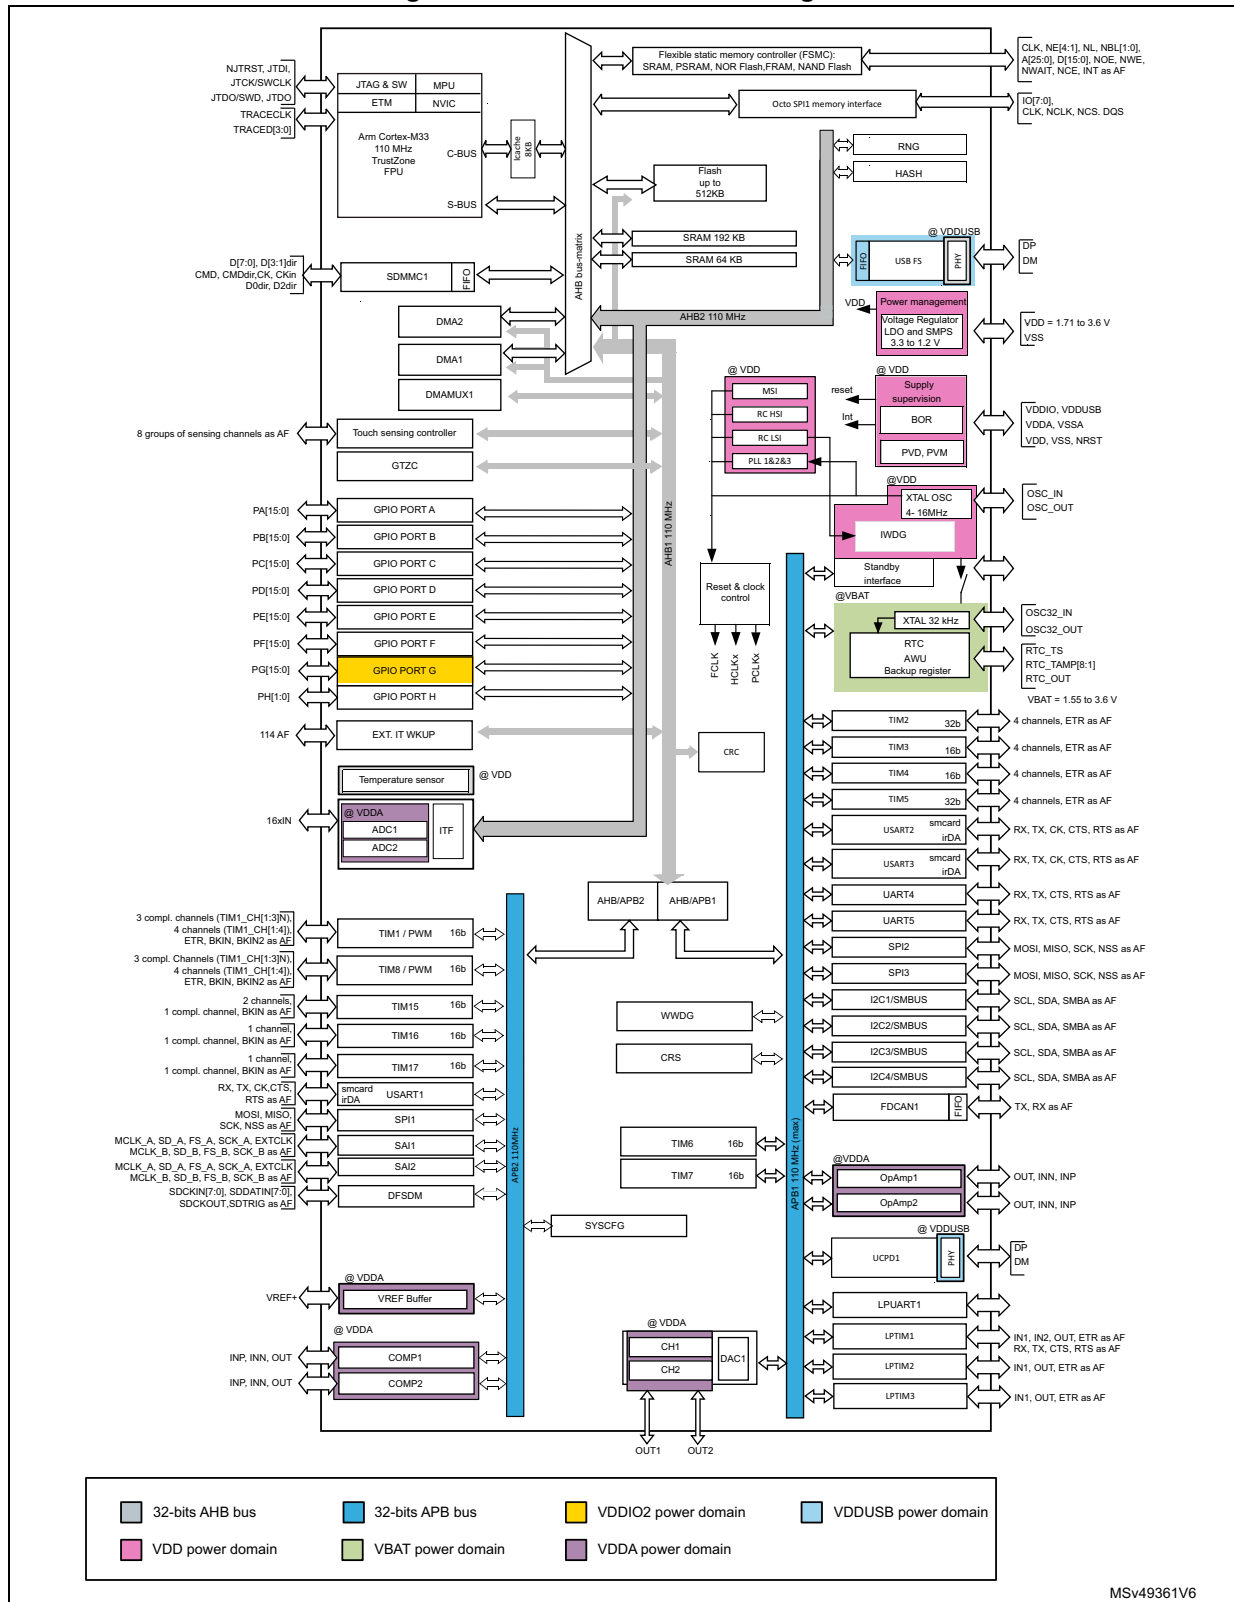 NJTRST, JTDI,
JTCK/SWCLK
JTDO/SWD, JTDO
TRACECLK
TRACED[3:0]
JTAG & SW
MPU
ETM
NVIC
Arm Cortex-M33
110 MHz
TrustZone
FPU
C-BUS
S-BUS
Icache
8KB
AHB bus-matrix
Flexible static memory controller (FSMC):
SRAM, PSRAM, NOR Flash,FRAM, NAND Flash
CLK, NE[4:1], NL, NBL[1:0],
A[25:0], D[15:0], NOE, NWE,
NWAIT, NCE, INT as AF
Octo SPI1 memory interface
IO[7:0],
CLK, NCLK, NCS. DQS
RNG
HASH
Flash
up to
512KB
SRAM 192 KB
SRAM 64 KB
@ VDDUSB
FIFO
USB FS
PHY
DP
DM
D[7:0], D[3:1]dir
CMD, CMDdir,CK, CKin
D0dir, D2dir
SDMMC1
FIFO
AHB2 110 MHz
VDD
Power management
Voltage Regulator
LDO and SMPS
3.3 to 1.2 V
VDD = 1.71 to 3.6 V
VSS
DMA2
DMA1
DMAMUX1
@ VDD
MSI
RC HSI
RC LSI
PLL 1&2&3
@ VDD
reset
Int
Supply
supervision
BOR
PVD, PVM
VDDIO, VDDUSB
VDDA, VSSA
VDD, VSS, NRST
8 groups of sensing channels as AF
Touch sensing controller
GTZC
@VDD
XTAL OSC
4- 16MHz
IWDG
OSC_IN
OSC_OUT
Standby
interface
@VBAT
XTAL 32 kHz
RTC
AWU
Backup register
OSC32_IN
OSC32_OUT
RTC_TS
RTC_TAMP[8:1]
RTC_OUT
VBAT = 1.55 to 3.6 V
PA[15:0]
GPIO PORT A
PB[15:0]
GPIO PORT B
PC[15:0]
GPIO PORT C
PD[15:0]
GPIO PORT D
PE[15:0]
GPIO PORT E
PF[15:0]
GPIO PORT F
PG[15:0]
GPIO PORT G
PH[1:0]
GPIO PORT H
AHB1 110 MHz
Reset & clock
control
FCLK
HCLKx
PCLKx
114 AF
EXT. IT WKUP
CRC
Temperature sensor
@ VDD
16xIN
@ VDDA
ADC1
ADC2
ITF
AHB/APB2
AHB/APB1
TIM2
32b
4 channels, ETR as AF
TIM3
16b
4 channels, ETR as AF
TIM4
16b
4 channels, ETR as AF
TIM5
32b
4 channels, ETR as AF
USART2
smcard
irDA
RX, TX, CK, CTS, RTS as AF
USART3
smcard
irDA
RX, TX, CK, CTS, RTS as AF
UART4
RX, TX, CTS, RTS as AF
UART5
RX, TX, CTS, RTS as AF
SPI2
MOSI, MISO, SCK, NSS as AF
SPI3
MOSI, MISO, SCK, NSS as AF
I2C1/SMBUS
SCL, SDA, SMBA as AF
I2C2/SMBUS
SCL, SDA, SMBA as AF
I2C3/SMBUS
SCL, SDA, SMBA as AF
I2C4/SMBUS
SCL, SDA, SMBA as AF
FDCAN1
FIFO
TX, RX as AF
3 compl. channels (TIM1_CH[1:3]N),
4 channels (TIM1_CH[1:4]),
ETR, BKIN, BKIN2 as AF
TIM1 / PWM
16b
3 compl. Channels (TIM1_CH[1:3]N),
4 channels (TIM1_CH[1:4]),
ETR, BKIN, BKIN2 as AF
TIM8 / PWM
16b
2 channels,
1 compl. channel, BKIN as AF
TIM15
16b
1 channel,
1 compl. channel, BKIN as AF
TIM16
16b
1 channel,
1 compl. channel, BKIN as AF
TIM17
16b
RX, TX, CK,CTS,
RTS as AF
smcard
irDA
USART1
MOSI, MISO,
SCK, NSS as AF
SPI1
MCLK_A, SD_A, FS_A, SCK_A, EXTCLK
MCLK_B, SD_B, FS_B, SCK_B as AF
SAI1
MCLK_A, SD_A, FS_A, SCK_A, EXTCLK
MCLK_B, SD_B, FS_B, SCK_B as AF
SAI2
SDCKIN[7:0], SDDATIN[7:0],
SDCKOUT,SDTRIG as AF
DFSDM
APB2 110MHz
SYSCFG
WWDG
CRS
TIM6
16b
TIM7
16b
APB1 110 MHz (max)
@VDDA
OpAmp1
OUT, INN, INP
OpAmp2
OUT, INN, INP
@ VDDUSB
UCPD1
PHY
DP
DM
LPUART1
LPTIM1
IN1, IN2, OUT, ETR as AF
RX, TX, CTS, RTS as AF
LPTIM2
IN1, OUT, ETR as AF
LPTIM3
IN1, OUT, ETR as AF
@ VDDA
VREF+
VREF Buffer
@ VDDA
INP, INN, OUT
COMP1
INP, INN, OUT
COMP2
@ VDDA
CH1
CH2
DAC1
OUT1
OUT2
32-bits AHB bus
32-bits APB bus
VDDIO2 power domain
VDDUSB power domain
VDD power domain
VBAT power domain
VDDA power domain
MSv49361V6